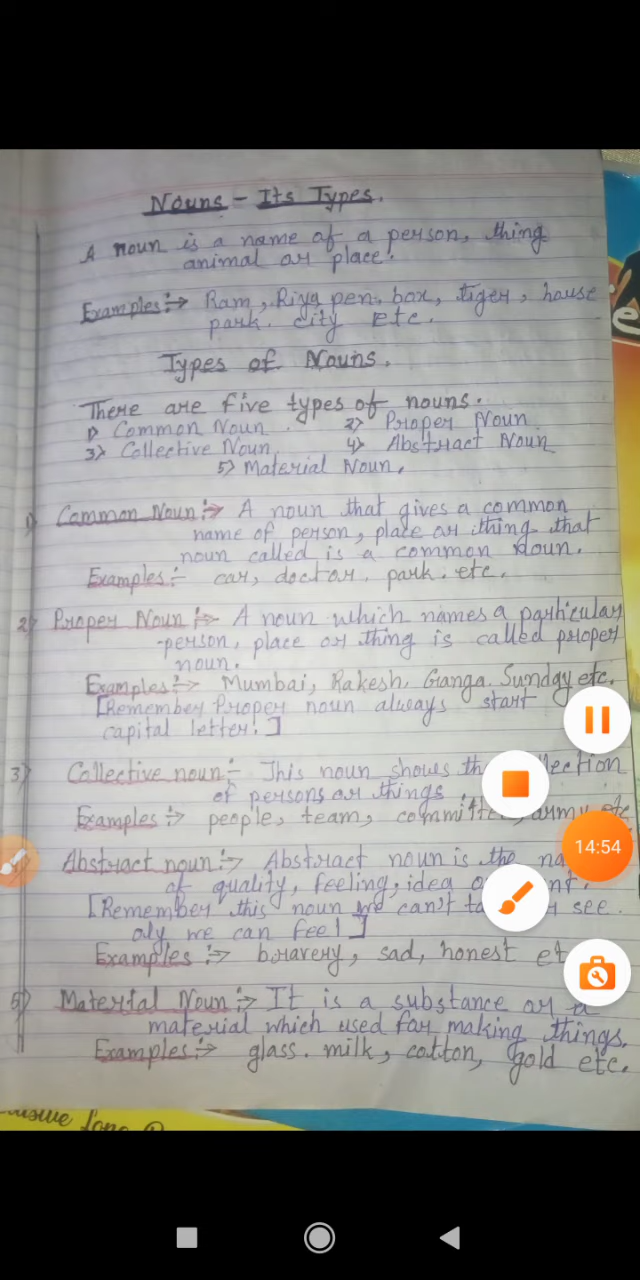 Nouns - Its Types.
A noun is a name of a person, thing
animal or place.
Examples :→ Ram, Riya pen. box, tiger, house
park. city etc.
Types of Nouns.
There are five types of nouns.
1) Common Noun. 2) Proper Noun
3) Collective Noun 4) Abstract Noun
5) Material Noun.
1) Common Noun :→ A noun that gives a common
name of person, place or thing that
noun called is a common noun.
Examples :- car, doctor. park. etc.
2) Proper Noun :→ A noun which names a particular
person, place or thing is called proper
noun.
Examples :→ Mumbai, Rakesh, Ganga, Sunday etc.
[Remember Proper noun always start
capital letter!]
3) Collective noun :- This noun shows
of persons or things
Examples :→ people, team, army etc
14:54
Abstract noun :→ Abstract noun is the
of quality, feeling, idea
[Remember this noun we can't see.
aly we can feel]
Examples :→ bravery, sad, honest
5) Material Noun :→ It is a substance or a
material which used for making things.
Examples :→ glass. milk, cotton, gold etc.